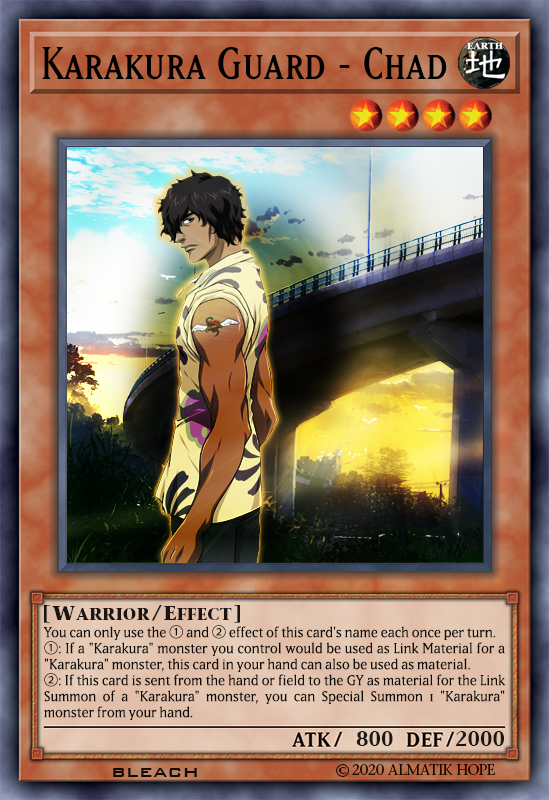 Karakura Guard - Chad
EARTH
地
[Warrior/Effect]
You can only use the ① and ② effect of this card's name each once per turn.
①: If a "Karakura" monster you control would be used as Link Material for a
"Karakura" monster, this card in your hand can also be used as material.
②: If this card is sent from the hand or field to the GY as material for the Link
Summon of a "Karakura" monster, you can Special Summon 1 "Karakura"
monster from your hand.
ATK/ 800 DEF/2000
BLEACH
©2020 ALMATIK HOPE